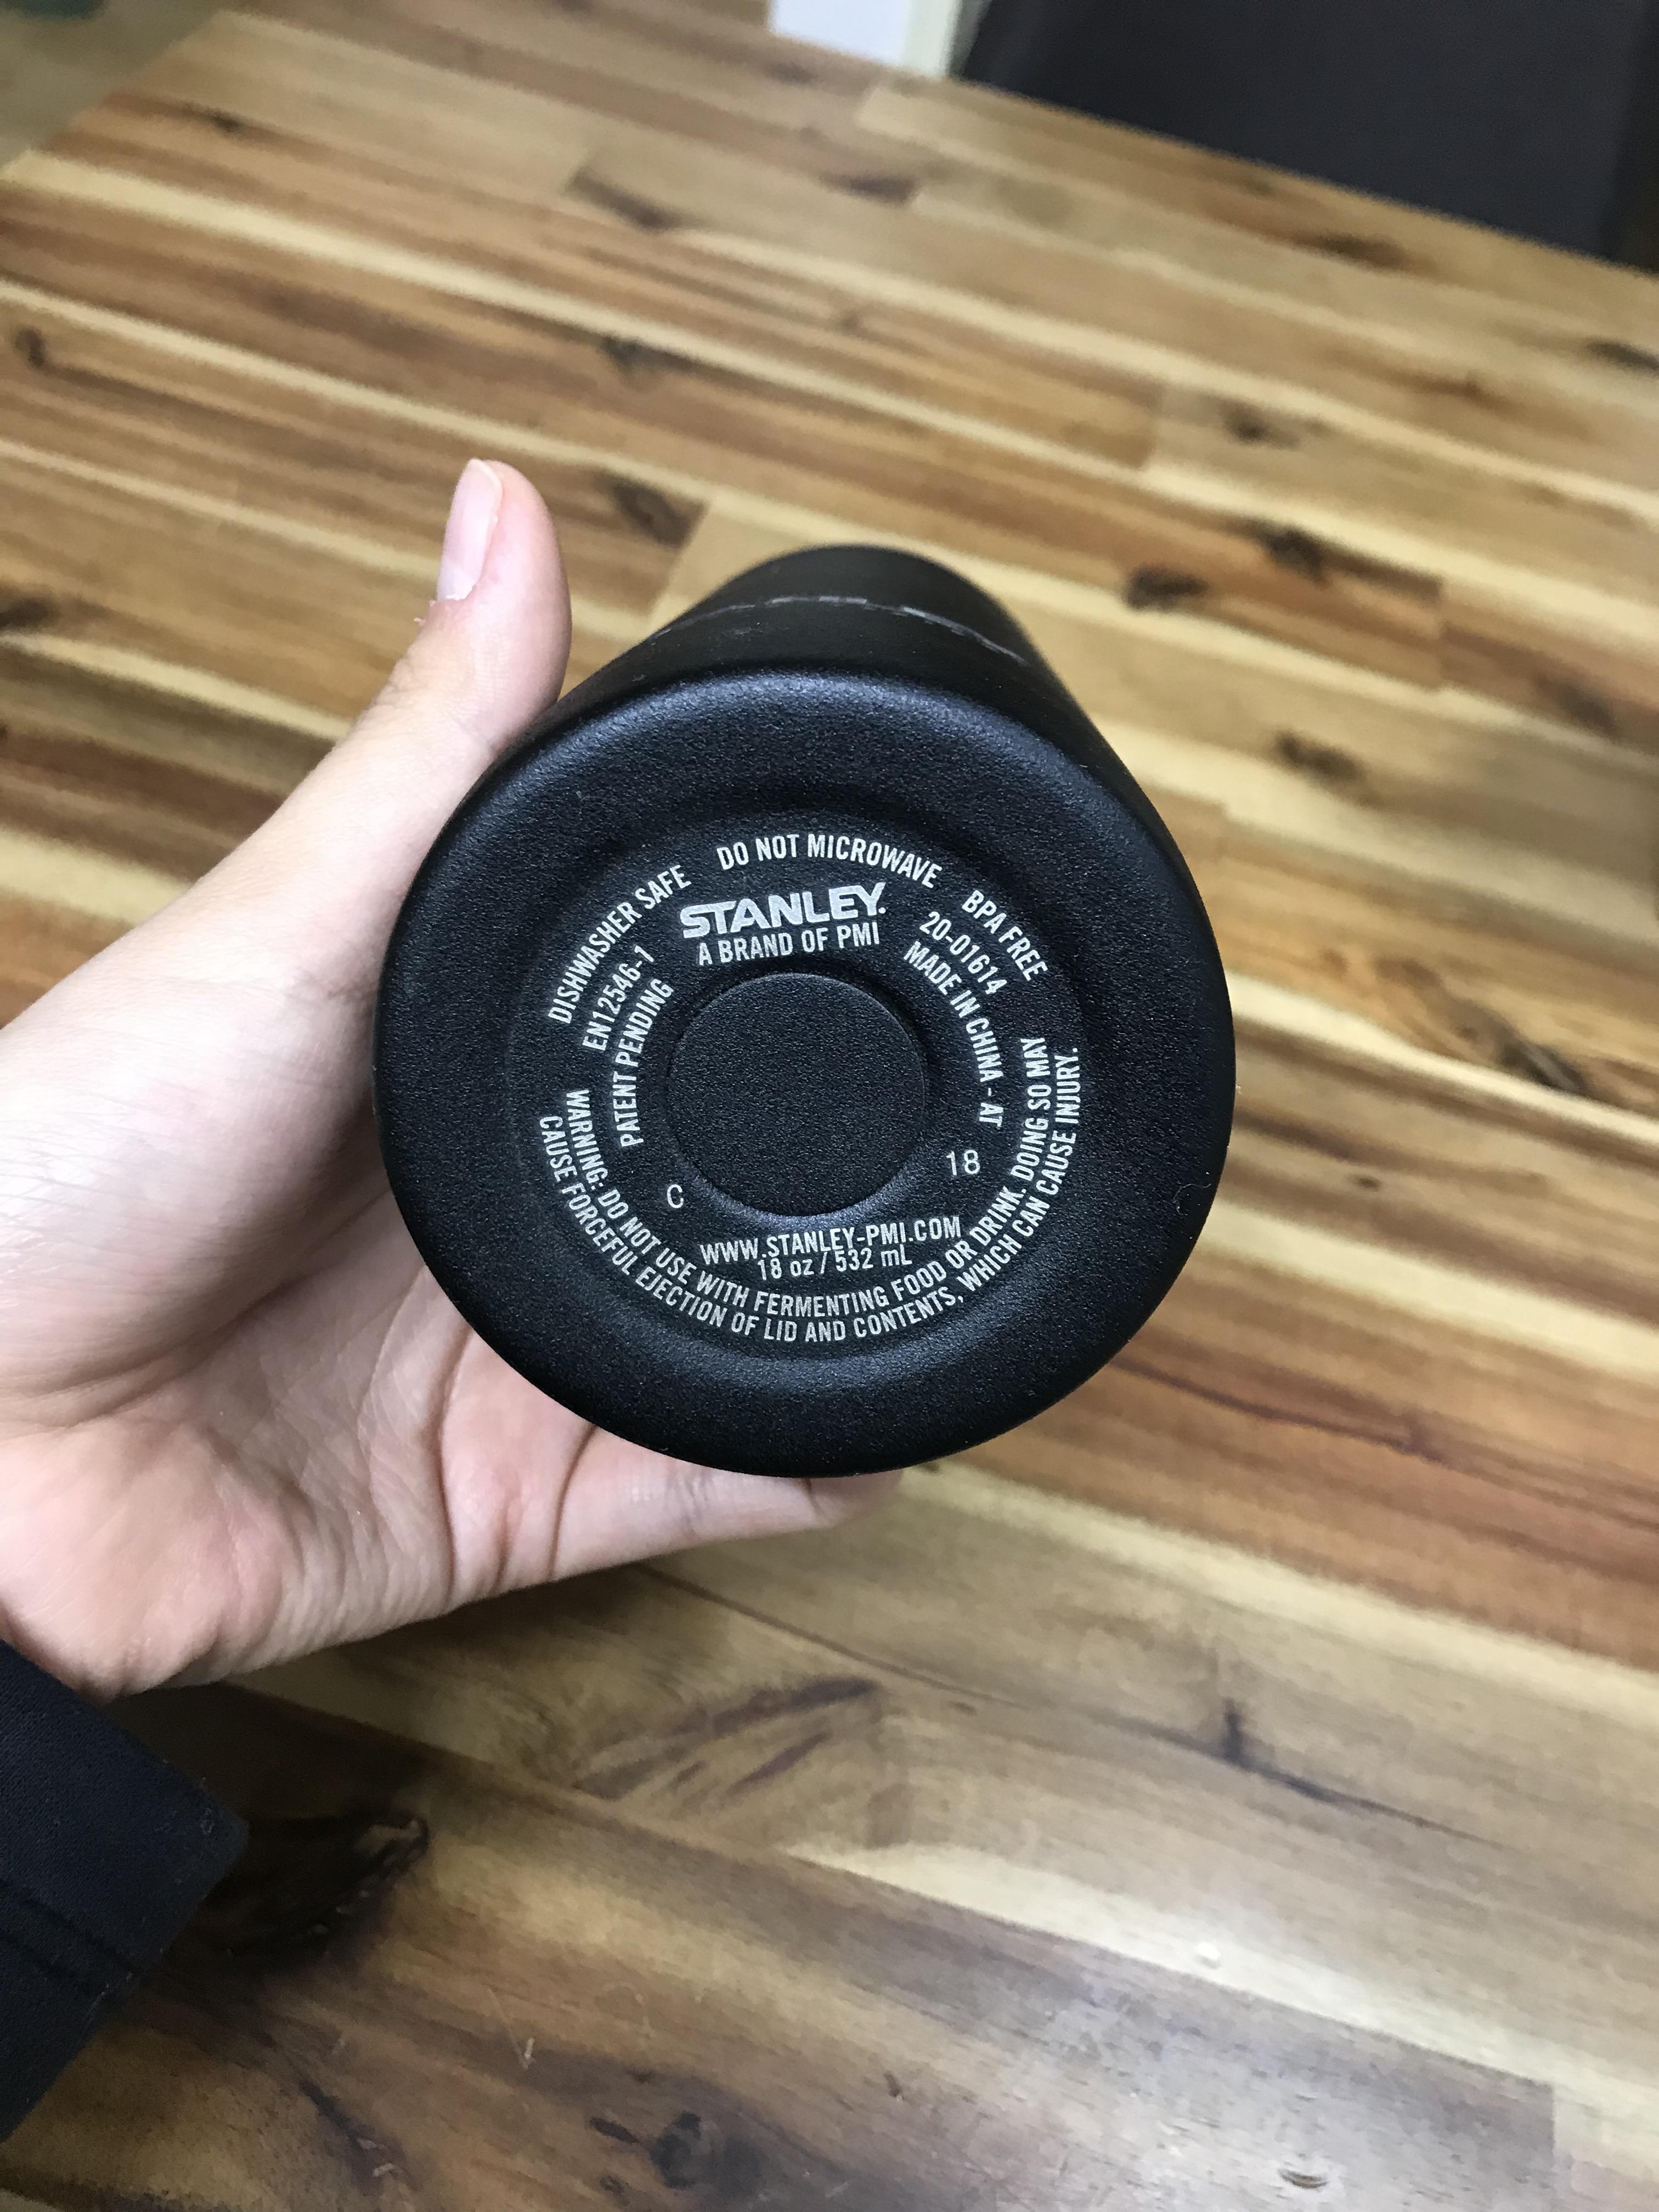 DISHWASHER SAFE
DO NOT MICROWAVE
BPA FREE
STANLEY.
A BRAND OF PMI
EN12546-1
PATENT PENDING
20-01614
MADE IN CHINA - AT
C
18
WWW.STANLEY-PMI.COM
18 oz / 532 mL
WARNING: DO NOT USE WITH FERMENTING FOOD OR DRINK. DOING SO MAY
CAUSE FORCEFUL EJECTION OF LID AND CONTENTS, WHICH CAN CAUSE INJURY.